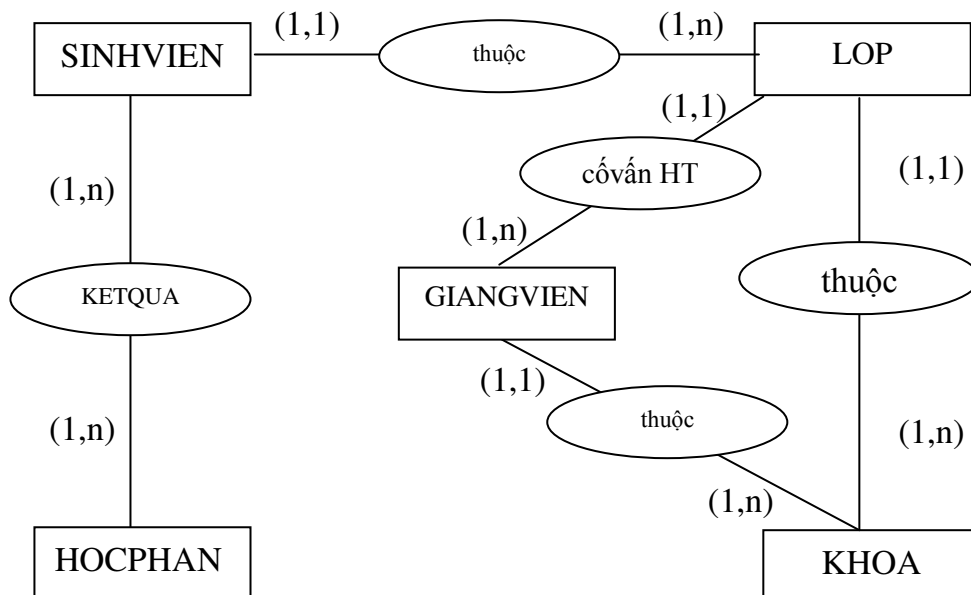 (1,1)
(1,n)
SINHVIEN
thuộc
LOP
(1,1)
cốvấn HT
(1,n)
(1,1)
(1,n)
KETQUA
GIANGVIEN
thuộc
(1,1)
thuộc
(1,n)
(1,n)
(1,n)
HOCPHAN
KHOA